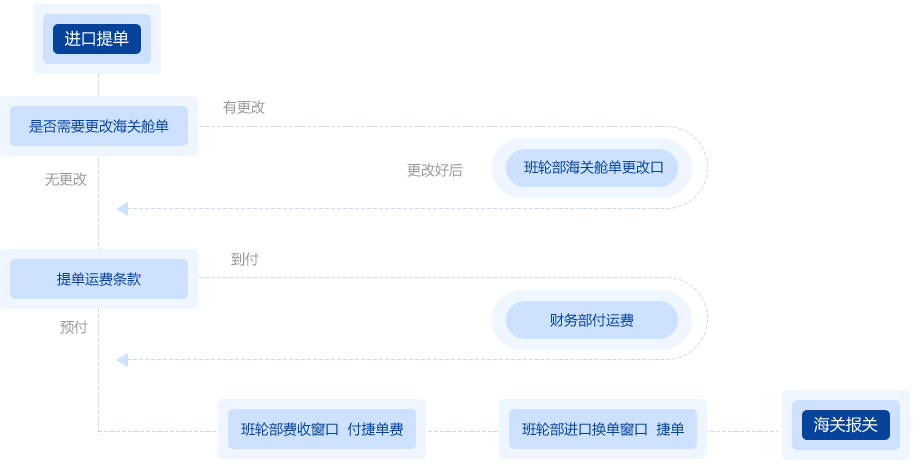 进口提单
有更改
是否需要更改海关舱单
更改好后
班轮部海关舱单更改口
无更改
到付
提单运费条款
财务部付运费
预付
班轮部费收窗口 付捷单费
班轮部进口换单窗口 捷单
海关报关